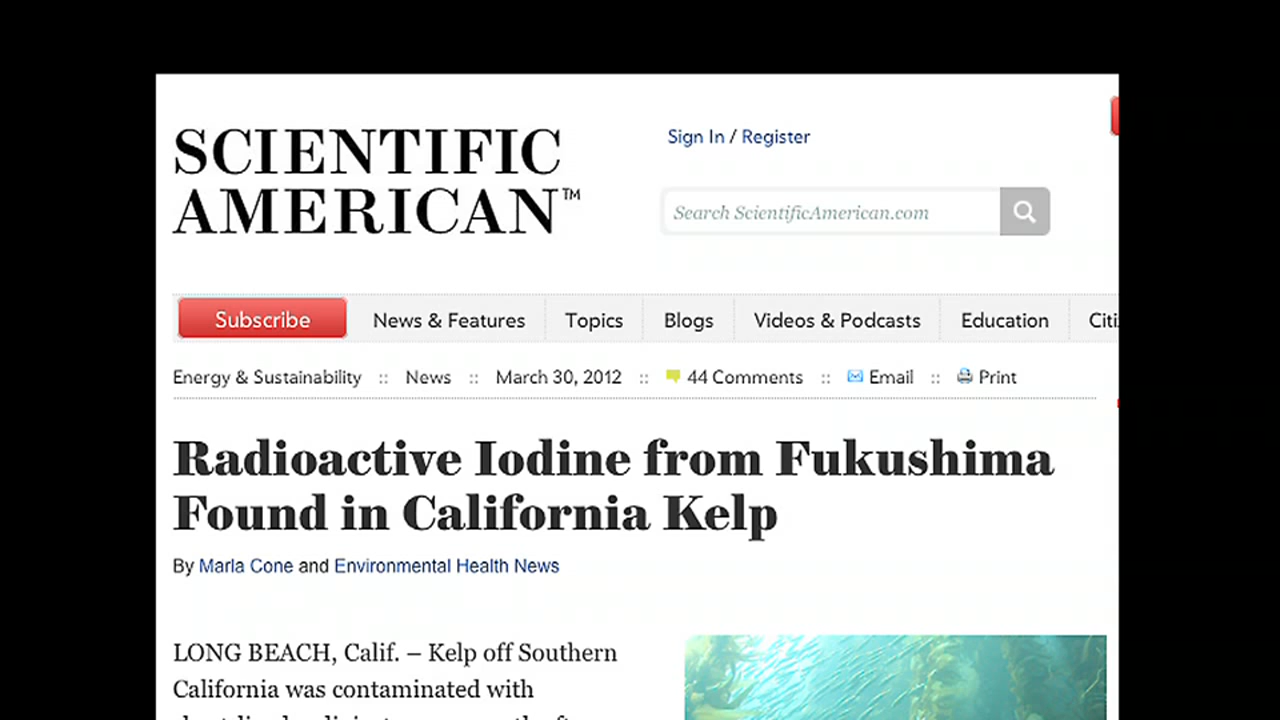 SCIENTIFIC
AMERICAN™
Sign In / Register
Search ScientificAmerican.com
Subscribe
News & Features
Topics
Blogs
Videos & Podcasts
Education
Energy & Sustainability :: News :: March 30, 2012 :: 44 Comments :: Email :: Print
Radioactive Iodine from Fukushima
Found in California Kelp
By Marla Cone and Environmental Health News
LONG BEACH, Calif. – Kelp off Southern
California was contaminated with